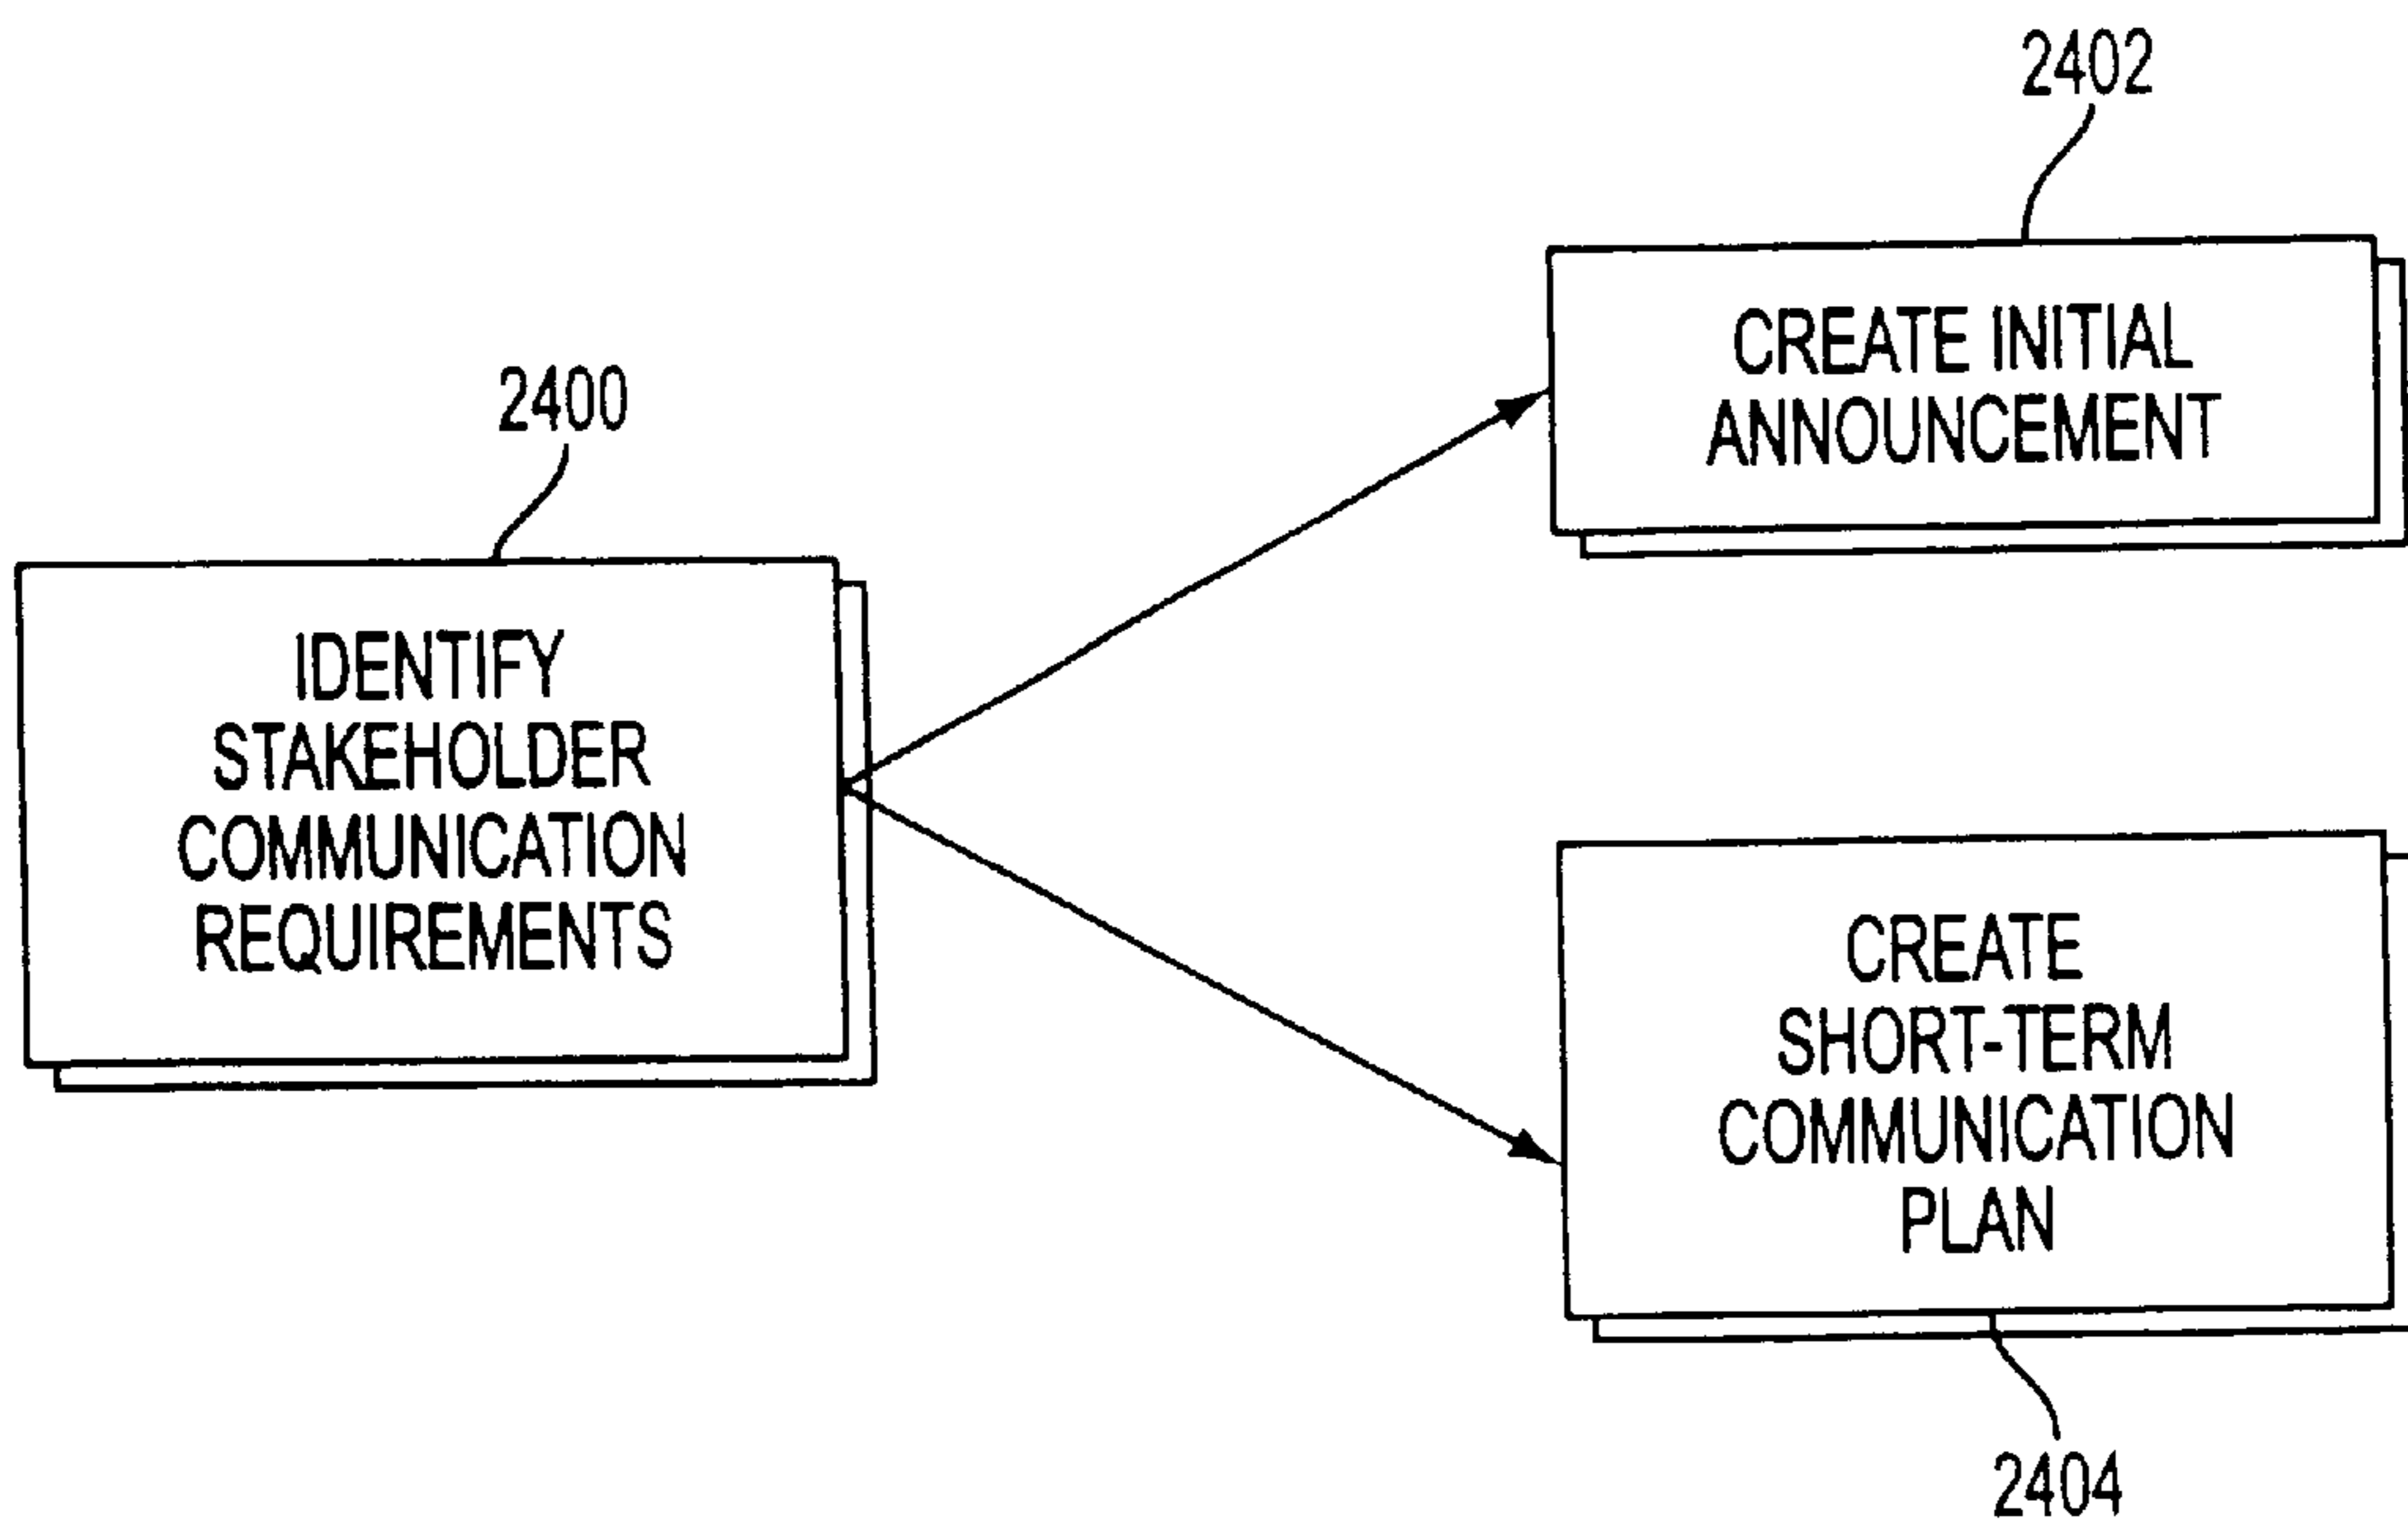 2402
CREATE INITIAL
ANNOUNCEMENT
2400
IDENTIFY
STAKEHOLDER
COMMUNICATION
REQUIREMENTS
CREATE
SHORT-TERM
COMMUNICATION
PLAN
2404